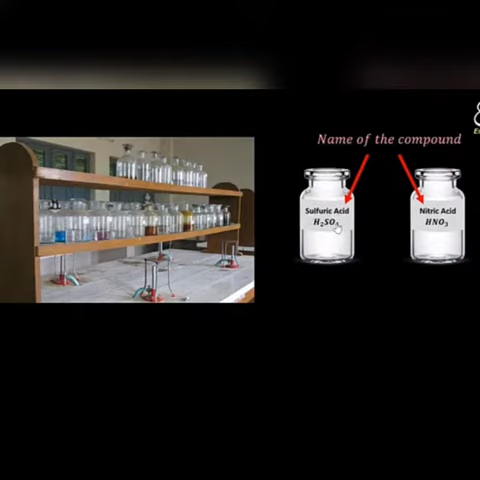 Name of the compound
Sulfuric Acid
H₂SO₄
Nitric Acid
HNO₃